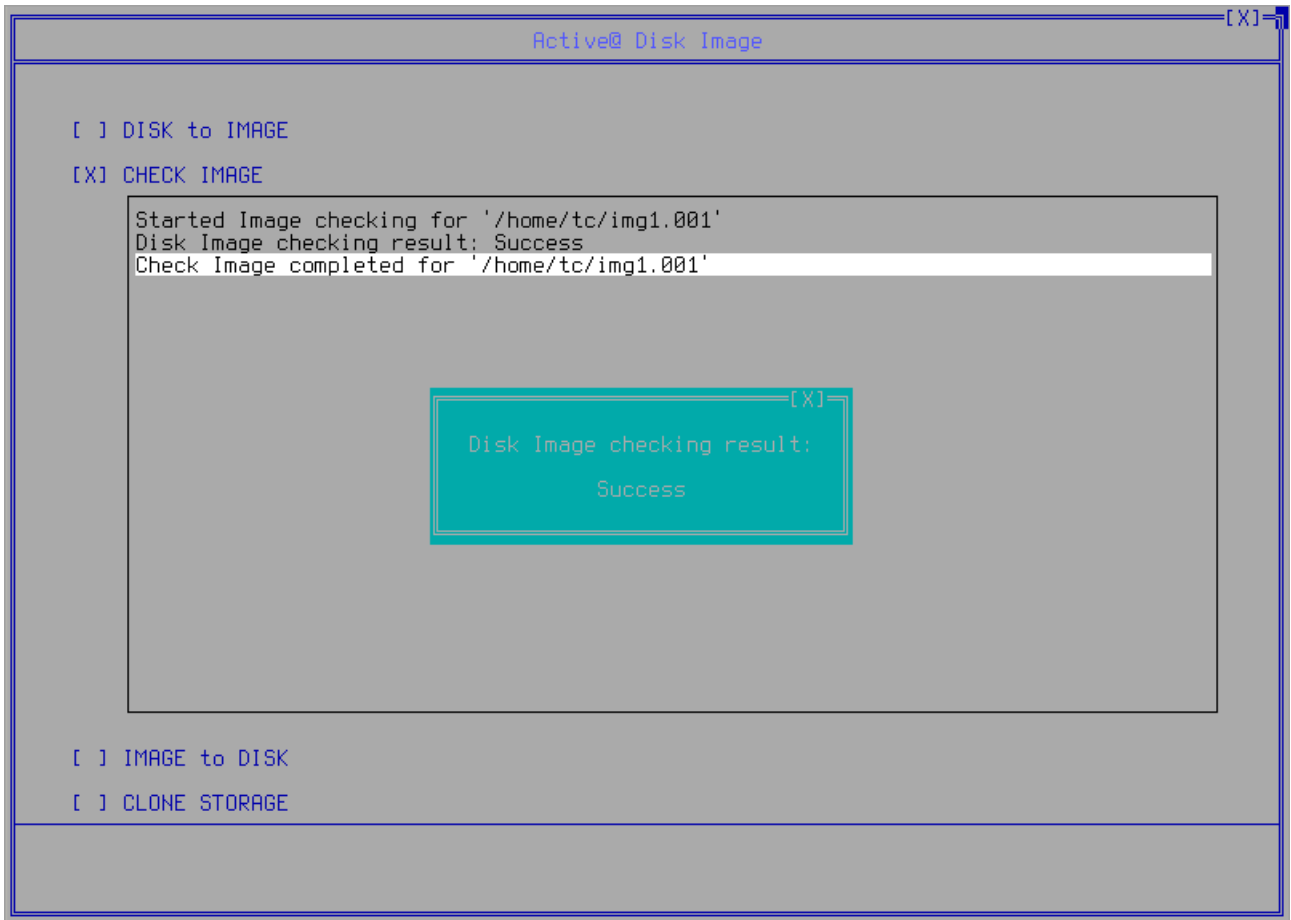 [X]
Active@ Disk Image
[ ] DISK to IMAGE
[X] CHECK IMAGE
Started Image checking for '/home/tc/img1.001'
Disk Image checking result: Success
Check Image completed for '/home/tc/img1.001'
[X]
Disk Image checking result:
Success
[ ] IMAGE to DISK
[ ] CLONE STORAGE